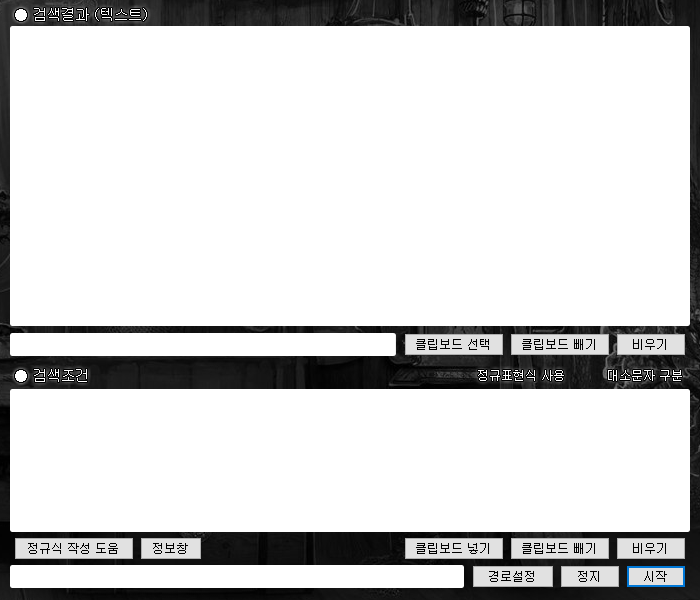 검색결과 (텍스트)
클립보드 선택 클립보드 빼기 비우기
검색조건 정규표현식 사용 대소문자 구분
정규식 작성 도움 정보창 클립보드 넣기 클립보드 빼기 비우기
경로설정 정지 시작